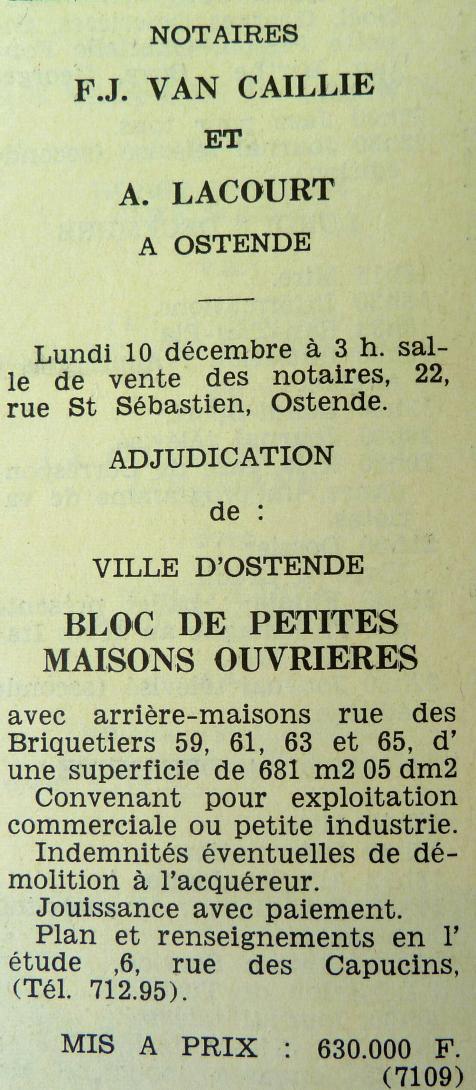 NOTAIRES
F.J. VAN CAILLIE
ET
A. LACOURT
A OSTENDE
Lundi 10 décembre à 3 h. sal-
le de vente des notaires, 22,
rue St Sébastien, Ostende.
ADJUDICATION
de :
VILLE D'OSTENDE
BLOC DE PETITES
MAISONS OUVRIERES
avec arrière-maisons rue des
Briquetiers 59, 61, 63 et 65, d'
une superficie de 681 m2 05 dm2
Convenant pour exploitation
commerciale ou petite industrie.
Indemnités éventuelles de dé-
molition à l'acquéreur.
Jouissance avec paiement.
Plan et renseignements en l'
étude ,6, rue des Capucins,
(Tél. 712.95).
MIS A PRIX : 630.000 F.
(7109)